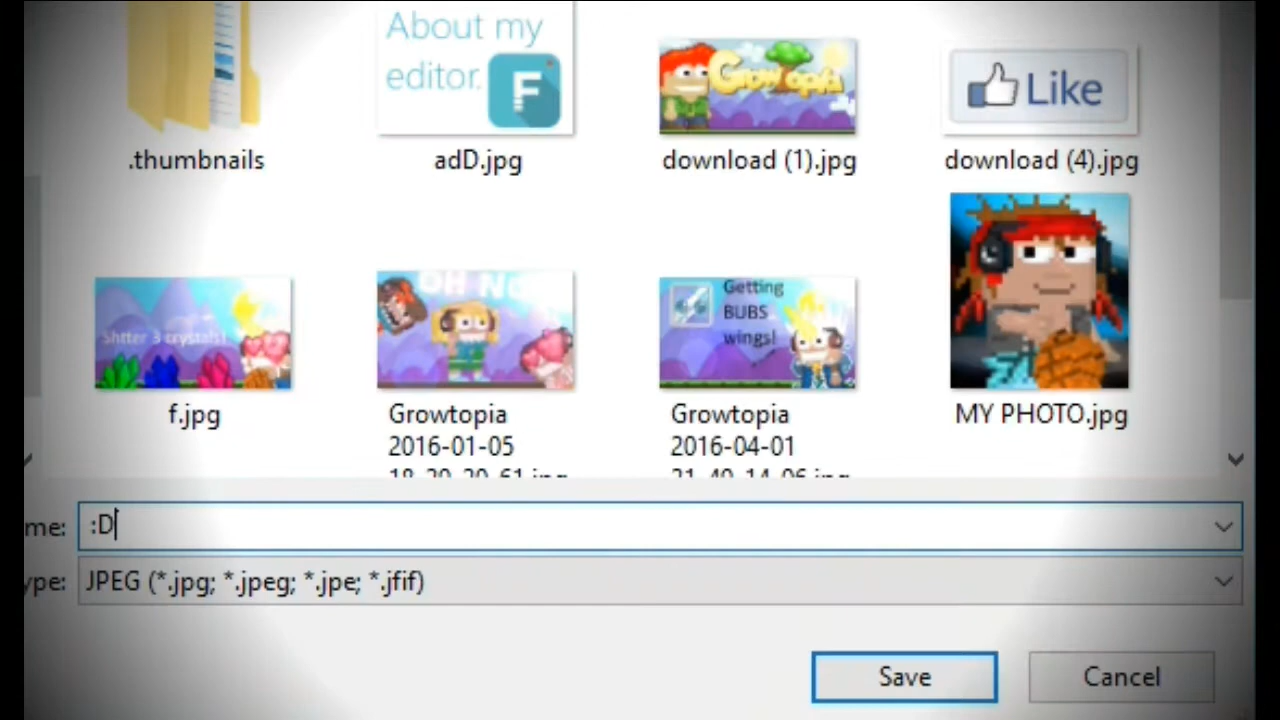 About my
editor.
F
Growtopia
Like
.thumbnails
adD.jpg
download (1).jpg
download (4).jpg
OH NO
Getting
BUBS
wings!
3 crystals!
f.jpg
Growtopia
2016-01-05
Growtopia
2016-04-01
MY PHOTO.jpg
me:
:D
ype:
JPEG (*.jpg; *.jpeg; *.jpe; *.jfif)
Save
Cancel